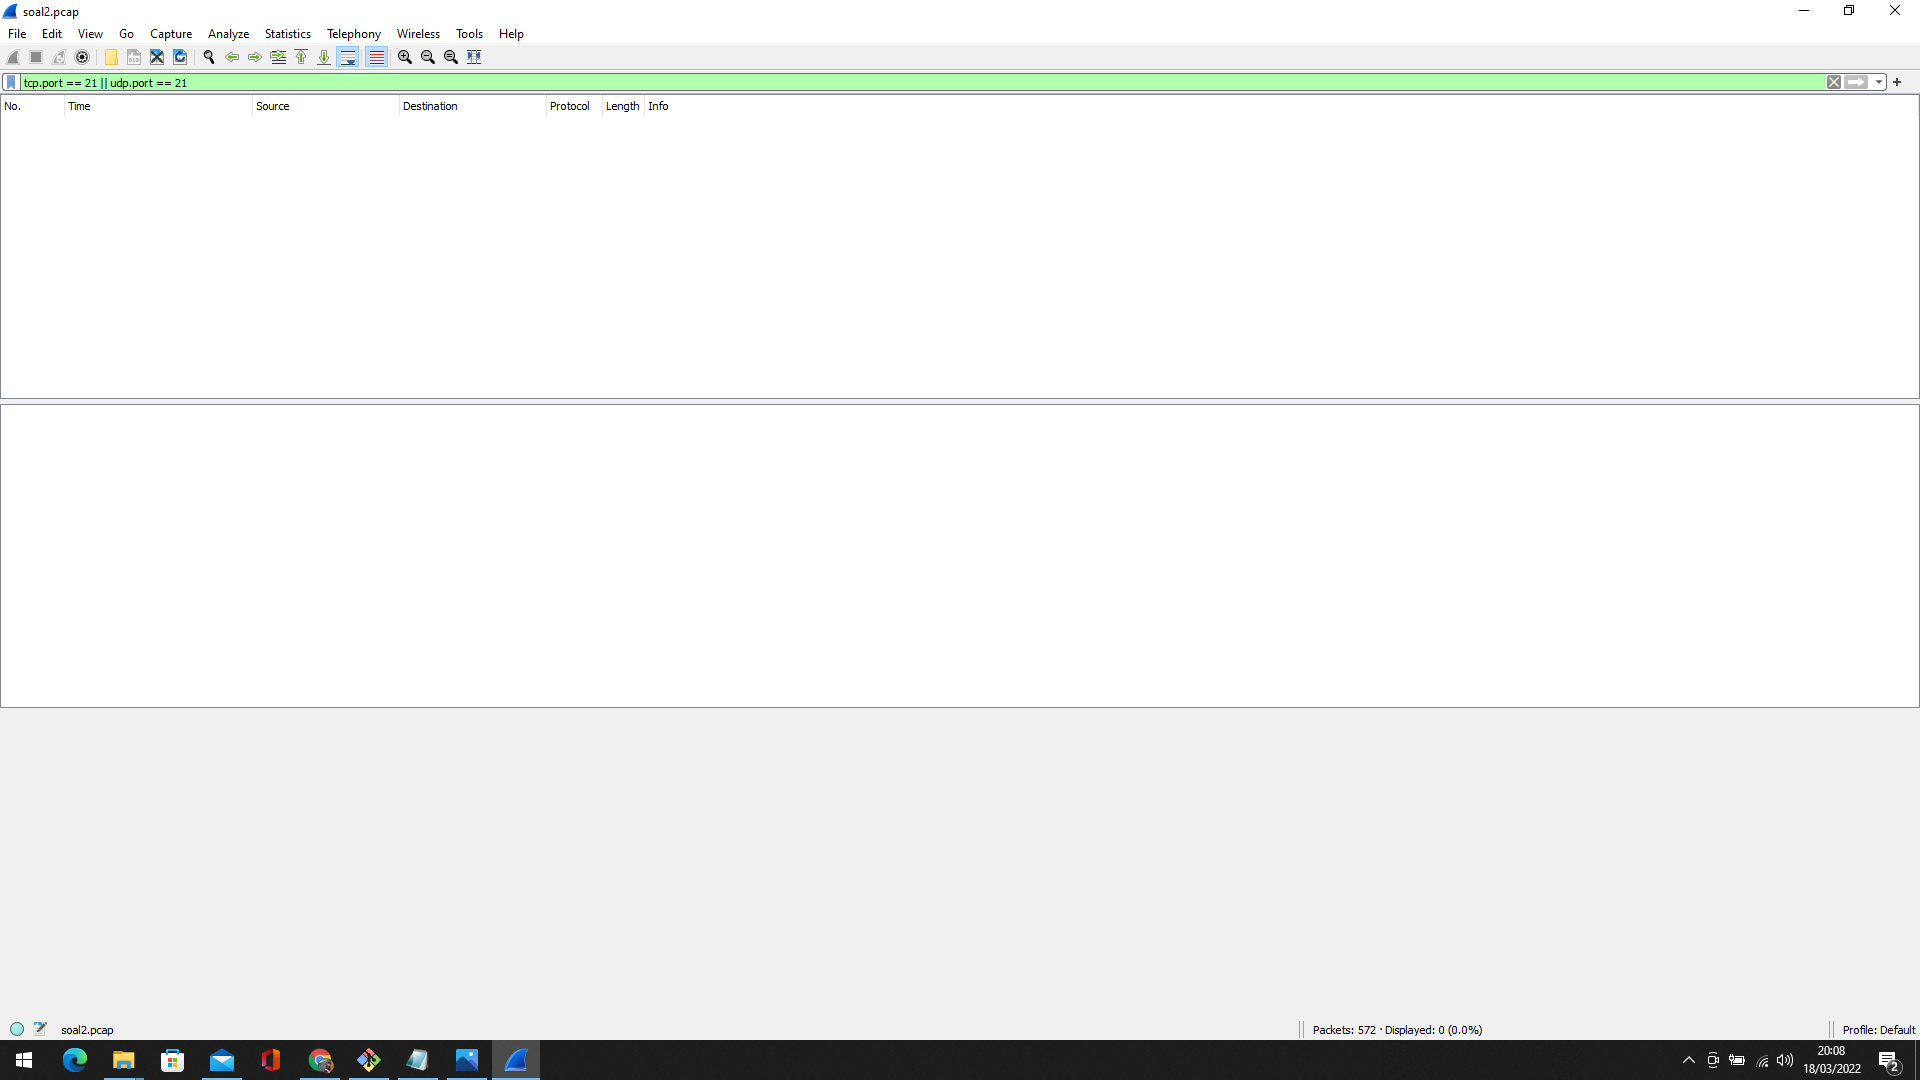 soal2.pcap
File Edit View Go Capture Analyze Statistics Telephony Wireless Tools Help
tcp.port == 21 || udp.port == 21
No. Time Source Destination Protocol Length Info
soal2.pcap Packets: 572 · Displayed: 0 (0.0%) Profile: Default
20:08
18/03/2022
2